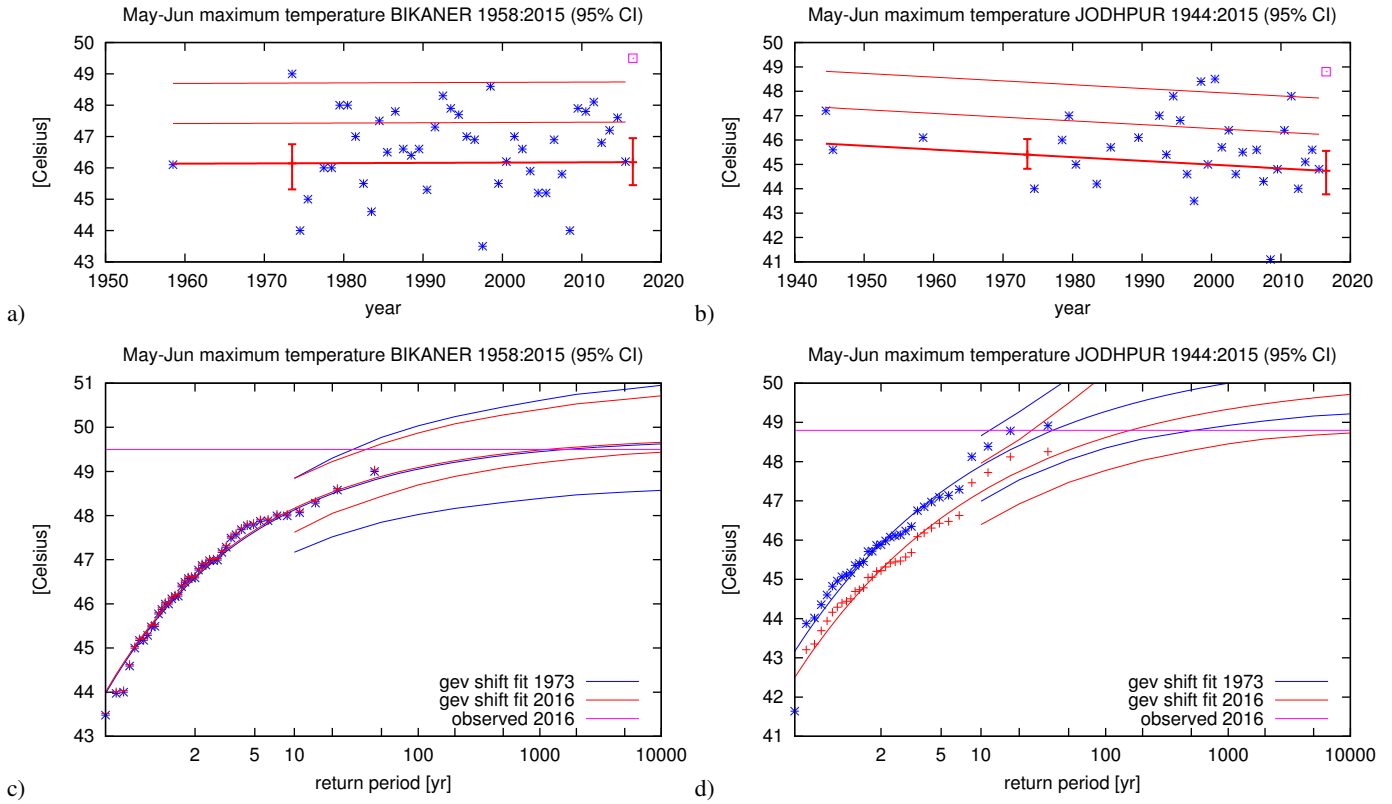 May-Jun maximum temperature BIKANER 1958:2015 (95% CI)
50
49
48
47
46
45
44
43
[Celsius]
1950 1960 1970 1980 1990 2000 2010 2020
year
a)
May-Jun maximum temperature JODHPUR 1944:2015 (95% CI)
50
49
48
47
46
45
44
43
42
41
[Celsius]
1940 1950 1960 1970 1980 1990 2000 2010 2020
year
b)
May-Jun maximum temperature BIKANER 1958:2015 (95% CI)
51
50
49
48
47
46
45
44
43
[Celsius]
gev shift fit 1973
gev shift fit 2016
observed 2016
2 5 10 100 1000 10000
return period [yr]
c)
May-Jun maximum temperature JODHPUR 1944:2015 (95% CI)
50
49
48
47
46
45
44
43
42
41
[Celsius]
gev shift fit 1973
gev shift fit 2016
observed 2016
2 5 10 100 1000 10000
return period [yr]
d)